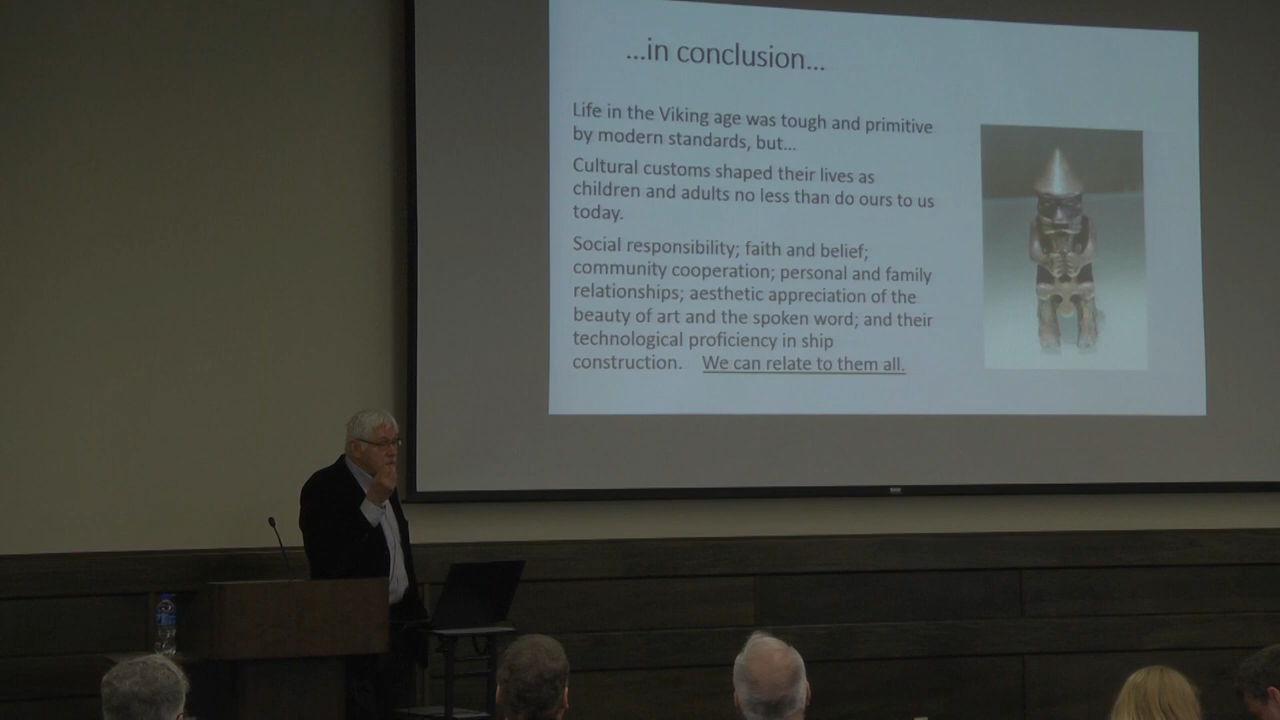 ...in conclusion...
Life in the Viking age was tough and primitive
by modern standards, but...
Cultural customs shaped their lives as
children and adults no less than do ours to us
today.
Social responsibility; faith and belief;
community cooperation; personal and family
relationships; aesthetic appreciation of the
beauty of art and the spoken word; and their
technological proficiency in ship
construction. We can relate to them all.